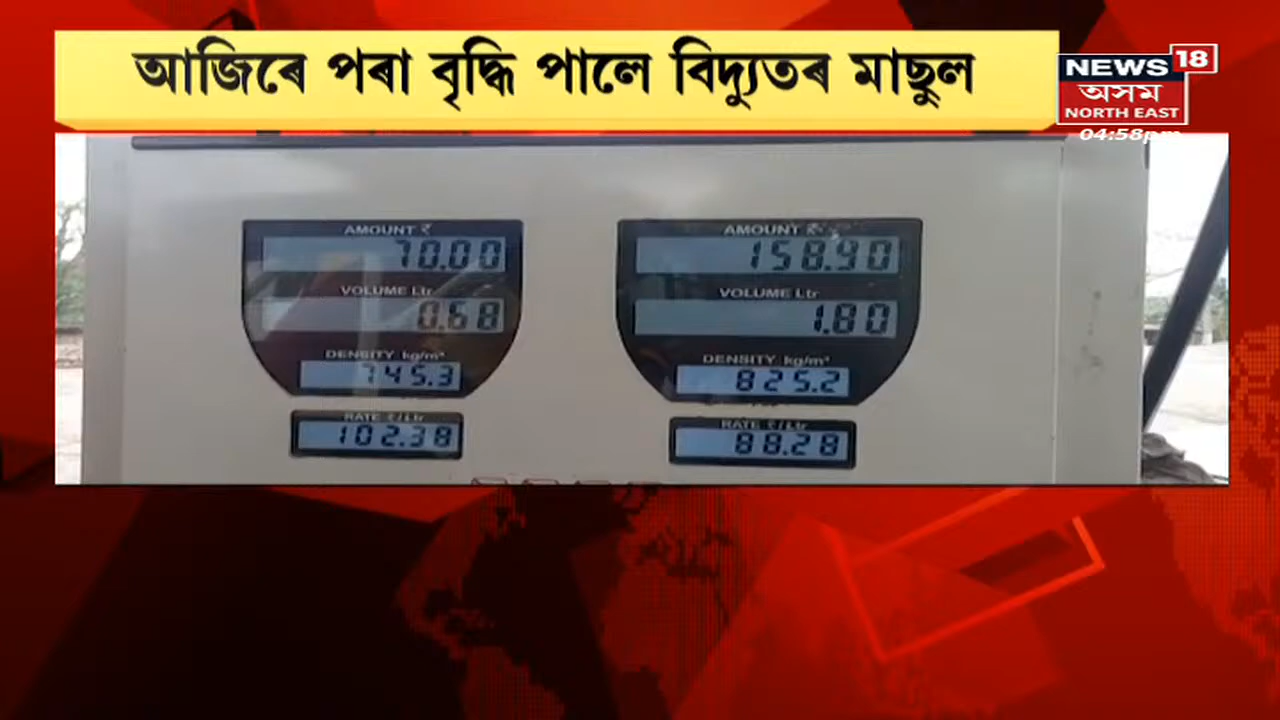 আজিৰে পৰা বৃদ্ধি পালে বিদ্যুতৰ মাছুল
NEWS 18
অসম
NORTH EAST
04:58pm
AMOUNT ₹
70.00
VOLUME Ltr
0.68
DENSITY kg/m³
745.3
RATE ₹/Ltr
102.38
AMOUNT ₹
158.90
VOLUME Ltr
1.80
DENSITY kg/m³
825.2
RATE ₹/Ltr
88.28